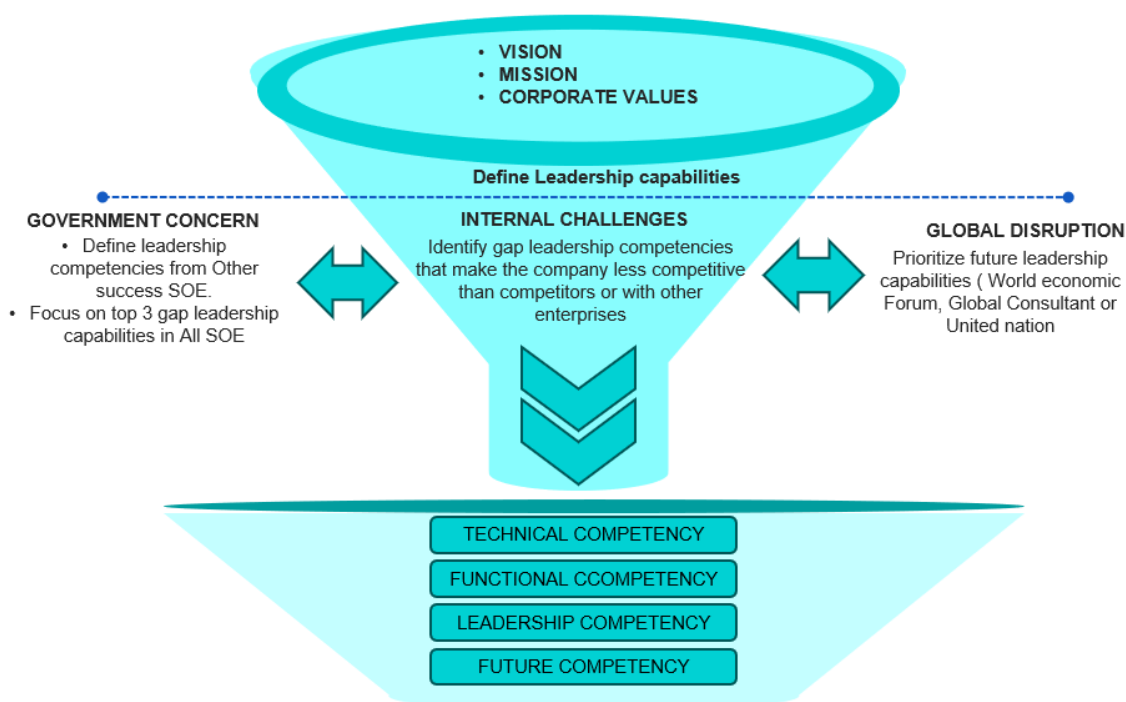 • VISION
• MISSION
• CORPORATE VALUES
Define Leadership capabilities
GOVERNMENT CONCERN
• Define leadership
competencies from Other
success SOE.
• Focus on top 3 gap leadership
capabilities in All SOE
INTERNAL CHALLENGES
Identify gap leadership competencies
that make the company less competitive
than competitors or with other
enterprises
GLOBAL DISRUPTION
Prioritize future leadership
capabilities ( World economic
Forum, Global Consultant or
United nation
TECHNICAL COMPETENCY
FUNCTIONAL CCOMPETENCY
LEADERSHIP COMPETENCY
FUTURE COMPETENCY